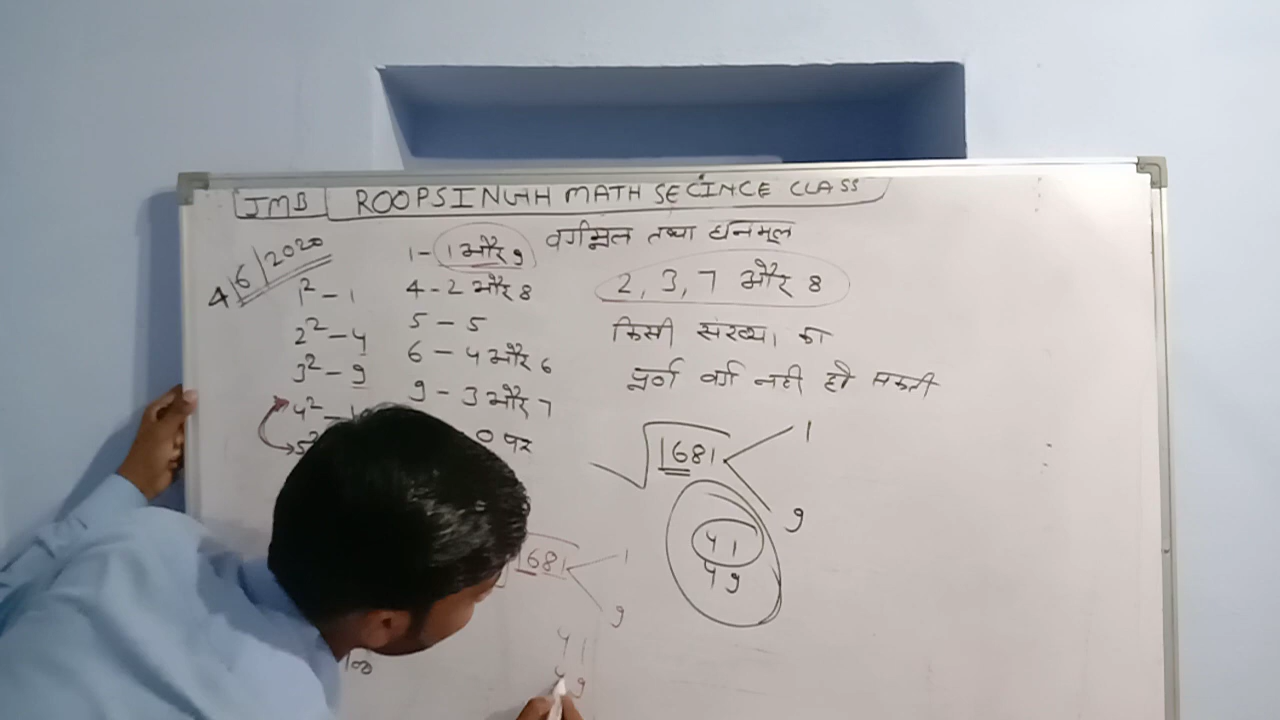 JMB ROOPSINGH MATH SECINCE CLASS
वर्गमूल तथा घनमूल
4/6/2020
1² - 1
2² - 4
3² - 9
4² -
5²
1 - 1 और 9
4 - 2 और 8
5 - 5
6 - 4 और 6
9 - 3 और 7
0 पर
2, 3, 7 और 8
किसी संख्या का
पूर्ण वर्ग नही हो सकती
√1681 1
9
41
49
1681 1
9
41
49